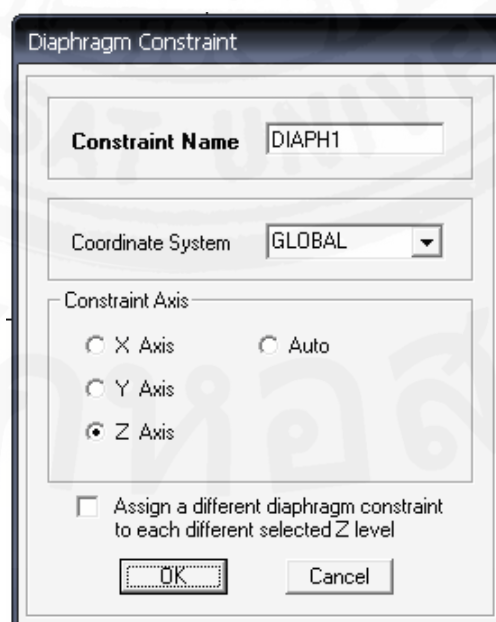 Diaphragm Constraint
Constraint Name DIAPH1
Coordinate System GLOBAL
Constraint Axis
X Axis Auto
Y Axis
Z Axis
Assign a different diaphragm constraint
to each different selected Z level
OK Cancel